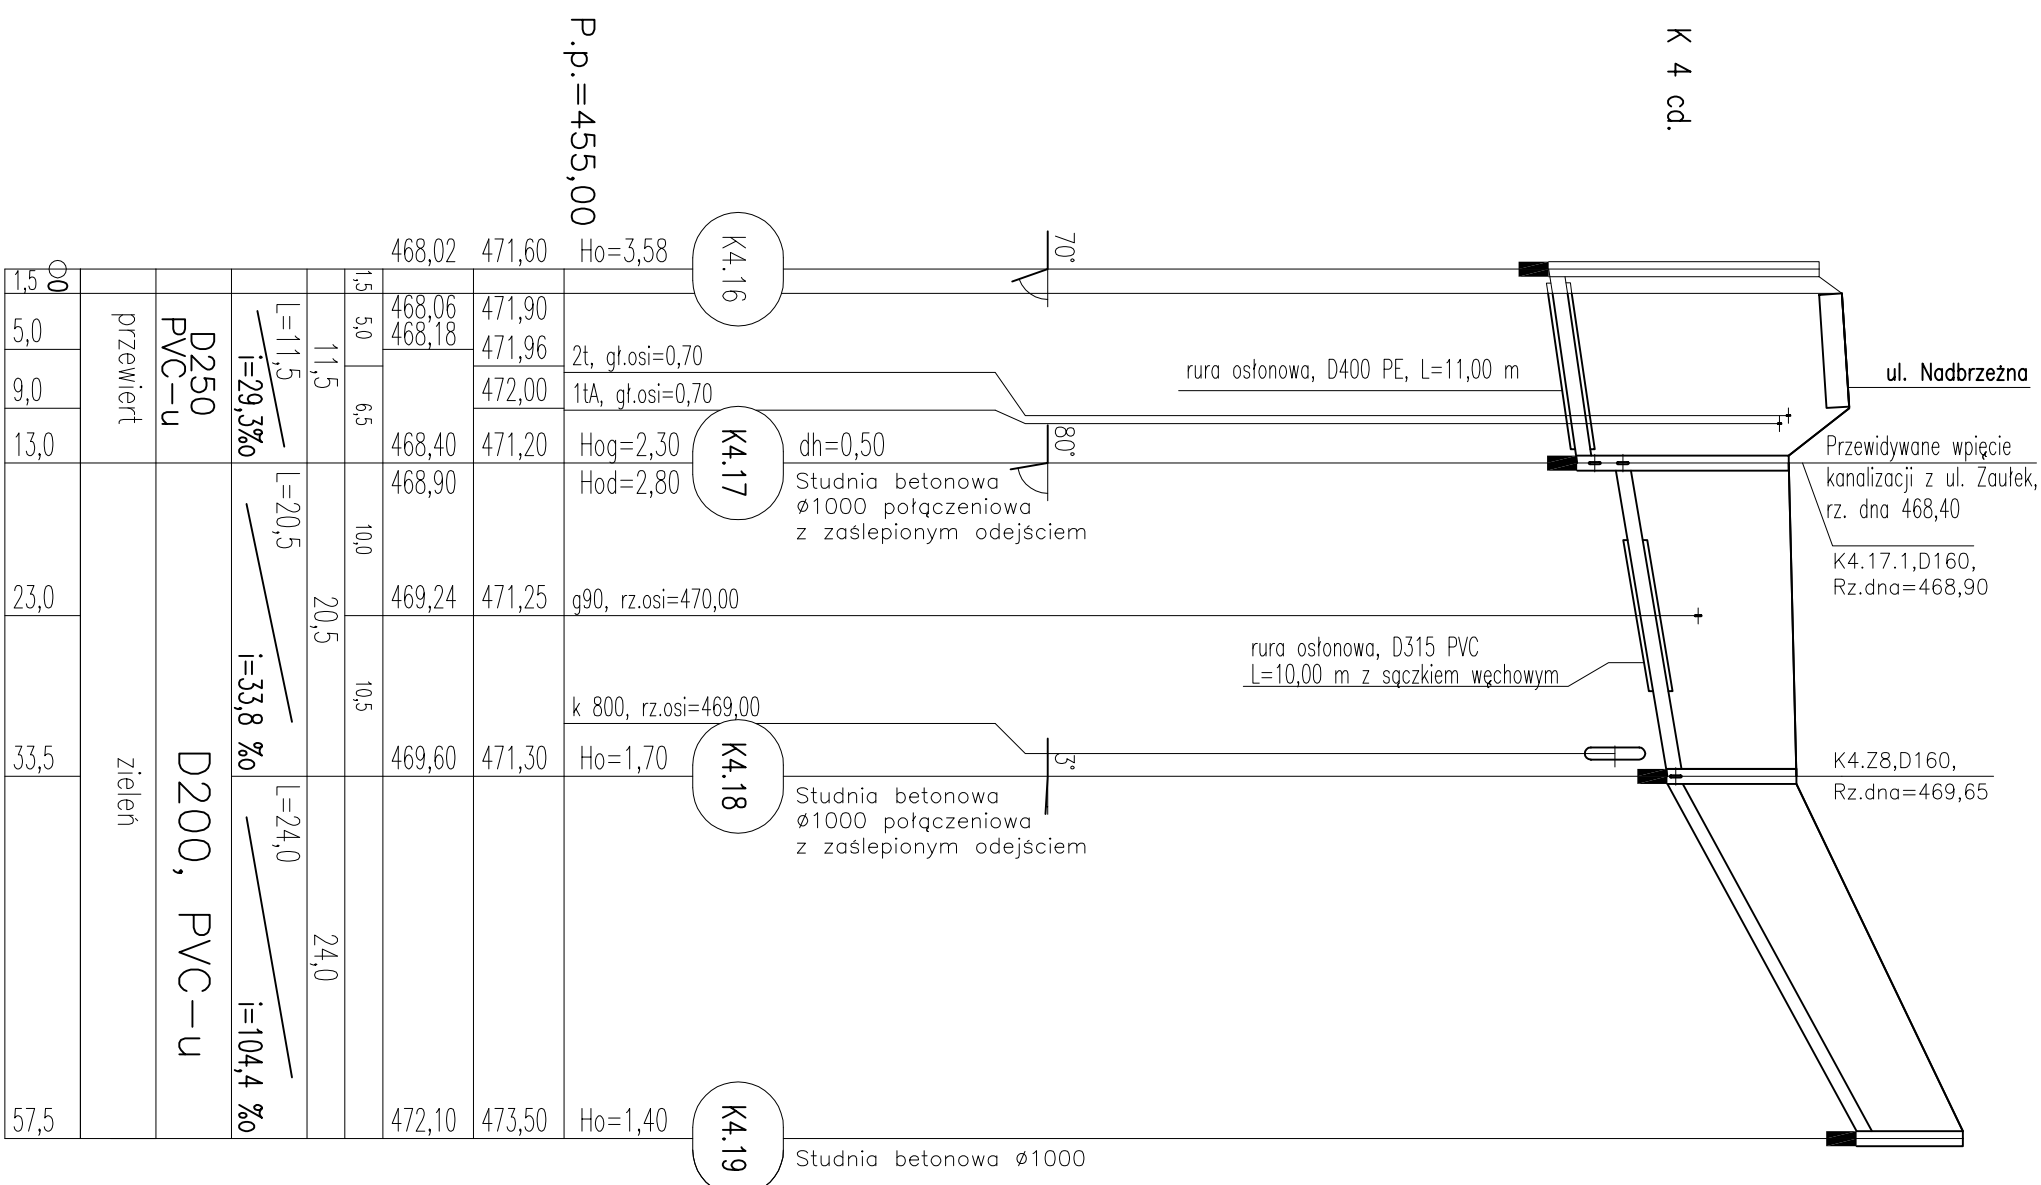 K 4 cd.
P.p.=455,00
468,02 471,60 Ho=3,58
K4.16
70°
1,5
00
1,5
468,06 471,90
5,0
5,0
468,18
471,96
2t, gł.osi=0,70
rura osłonowa, D400 PE, L=11,00 m
ul. Nadbrzeżna
9,0
472,00
1tA, gł.osi=0,70
6,5
11,5
L=11,5
i=29,3‰
D250
PVC-u
przewiert
13,0
468,40 471,20 Hog=2,30
K4.17
dh=0,50
80°
468,90
Hod=2,80
Studnia betonowa
ø1000 połączeniowa
z zaślepionym odejściem
Przewidywane wpięcie
kanalizacji z ul. Zaułek,
rz. dna 468,40
K4.17.1,D160,
Rz.dna=468,90
L=20,5
10,0
23,0
20,5
469,24 471,25 g90, rz.osi=470,00
rura osłonowa, D315 PVC
L=10,00 m z sączkiem węchowym
i=33,8 ‰
10,5
k 800, rz.osi=469,00
33,5
469,60 471,30 Ho=1,70
K4.18
3°
Studnia betonowa
ø1000 połączeniowa
z zaślepionym odejściem
K4.Z8,D160,
Rz.dna=469,65
zieleń
D200, PVC-u
L=24,0
24,0
i=104,4 ‰
57,5
472,10 473,50 Ho=1,40
K4.19
Studnia betonowa ø1000